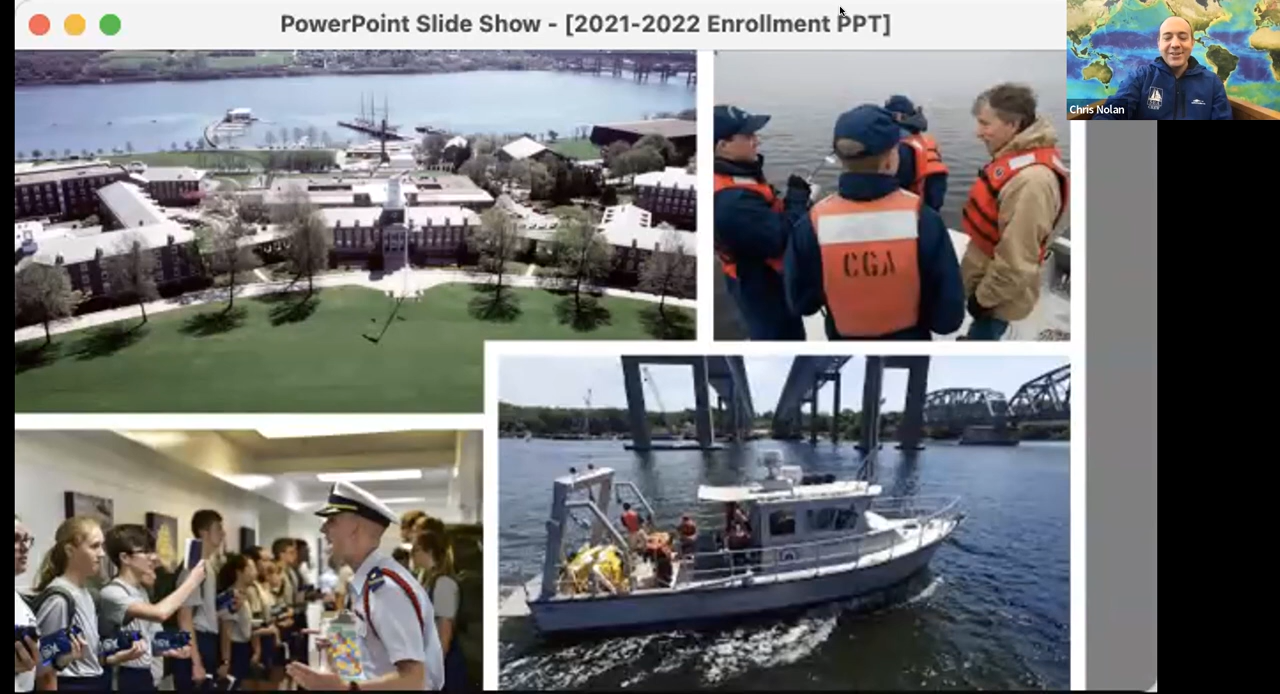 PowerPoint Slide Show - [2021-2022 Enrollment PPT]
Chris Nolan
CGA